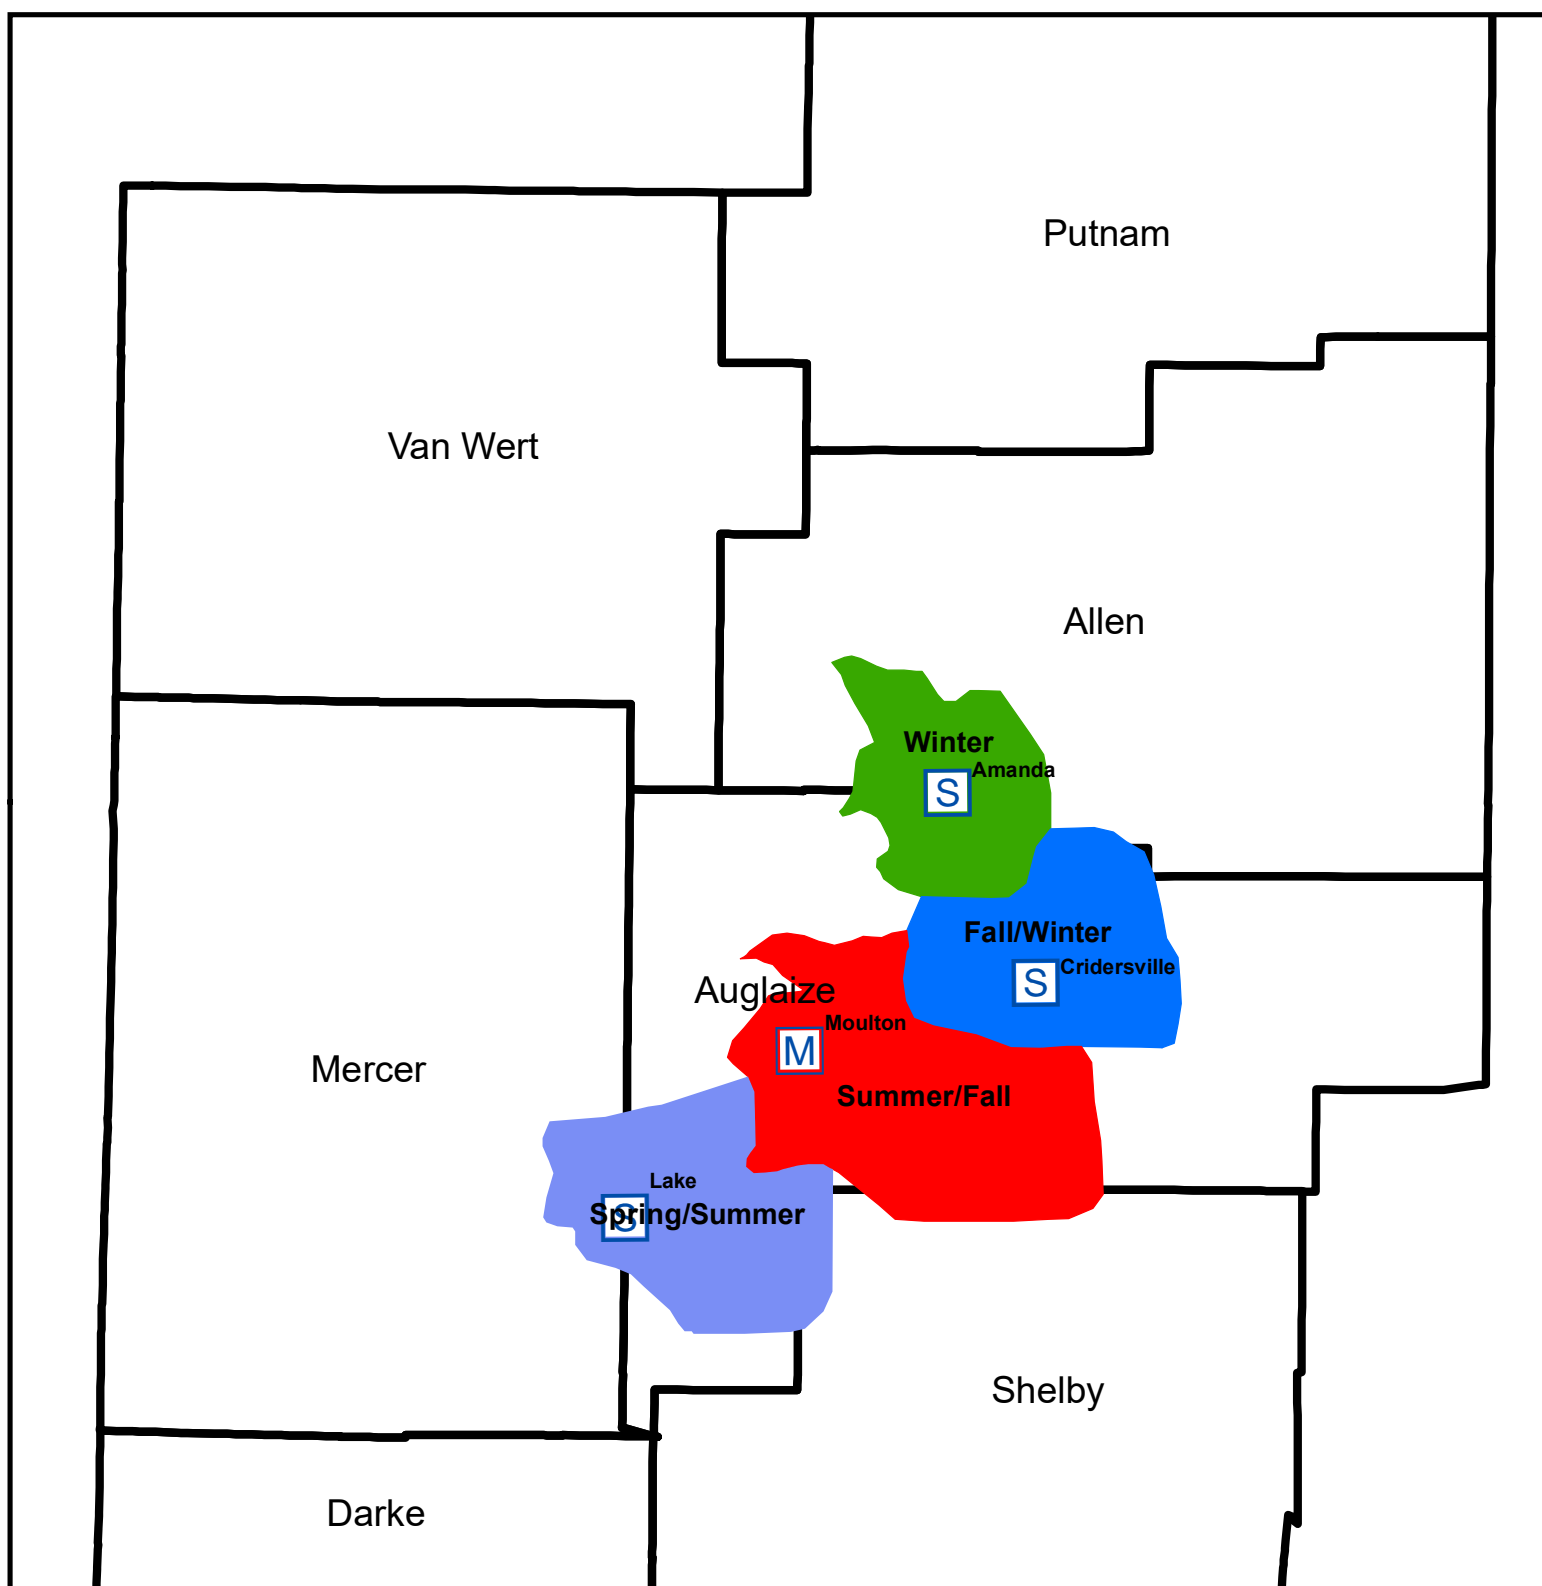 Putnam
Van Wert
Allen
Winter
Amanda
S
Fall/Winter
Cridersville
S
Auglaize
Moulton
M
Mercer
Summer/Fall
Lake
Spring/Summer
S
Shelby
Darke